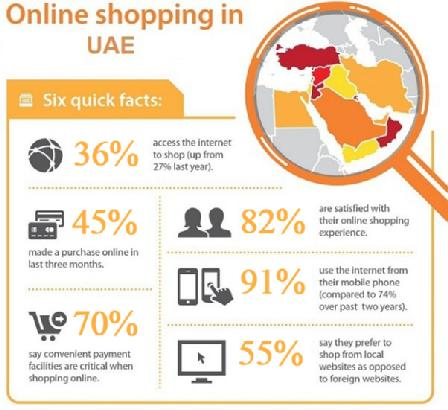 Online shopping in
UAE
Six quick facts:
36%
access the internet
to shop (up from
27% last year).
45%
made a purchase online in
last three months.
82%
are satisfied with
their online shopping
experience.
91%
use the internet from
their mobile phone
(compared to 74%
over past two years).
70%
say convenient payment
facilities are critical when
shopping online.
55%
say they prefer to
shop from local
websites as opposed
to foreign websites.